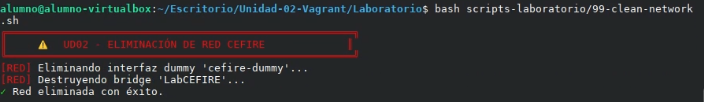 alumno@alumno-virtualbox:~/Escritorio/Unidad-02-Vagrant/Laboratorio$ bash scripts-laboratorio/99-clean-network
.sh
UD02 - ELIMINACIÓN DE RED CEFIRE
[RED] Eliminando interfaz dummy 'cefire-dummy'...
[RED] Destruyendo bridge 'LabCEFIRE'...
✓ Red eliminada con éxito.